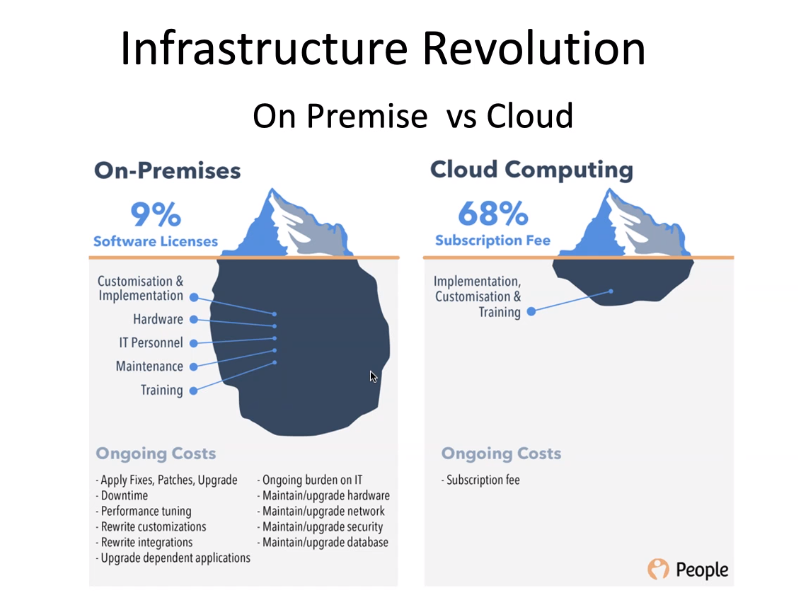 Infrastructure Revolution
On Premise vs Cloud
On-Premises
9%
Software Licenses
Customisation &
Implementation
Hardware
IT Personnel
Maintenance
Training
Ongoing Costs
- Apply Fixes, Patches, Upgrade
- Downtime
- Performance tuning
- Rewrite customizations
- Rewrite integrations
- Upgrade dependent applications
- Ongoing burden on IT
- Maintain/upgrade hardware
- Maintain/upgrade network
- Maintain/upgrade security
- Maintain/upgrade database
Cloud Computing
68%
Subscription Fee
Implementation,
Customisation &
Training
Ongoing Costs
- Subscription fee
People